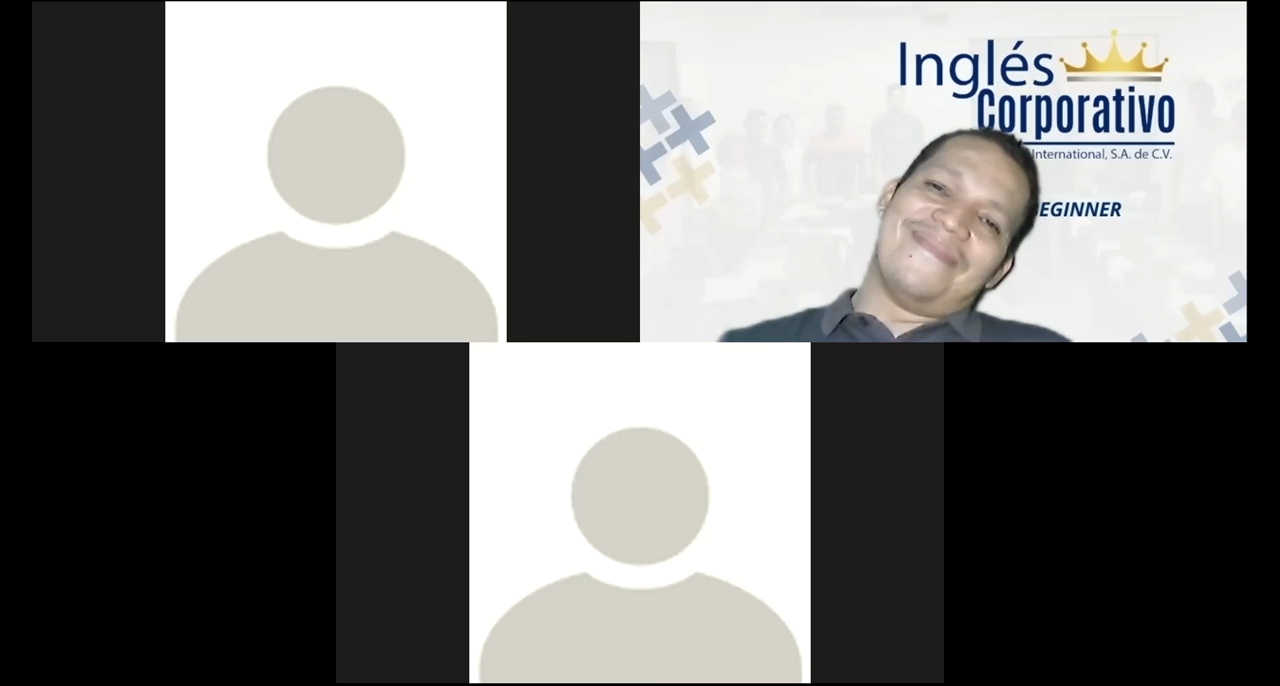 Inglés
Corporativo
International, S.A. de C.V.
EGINNER